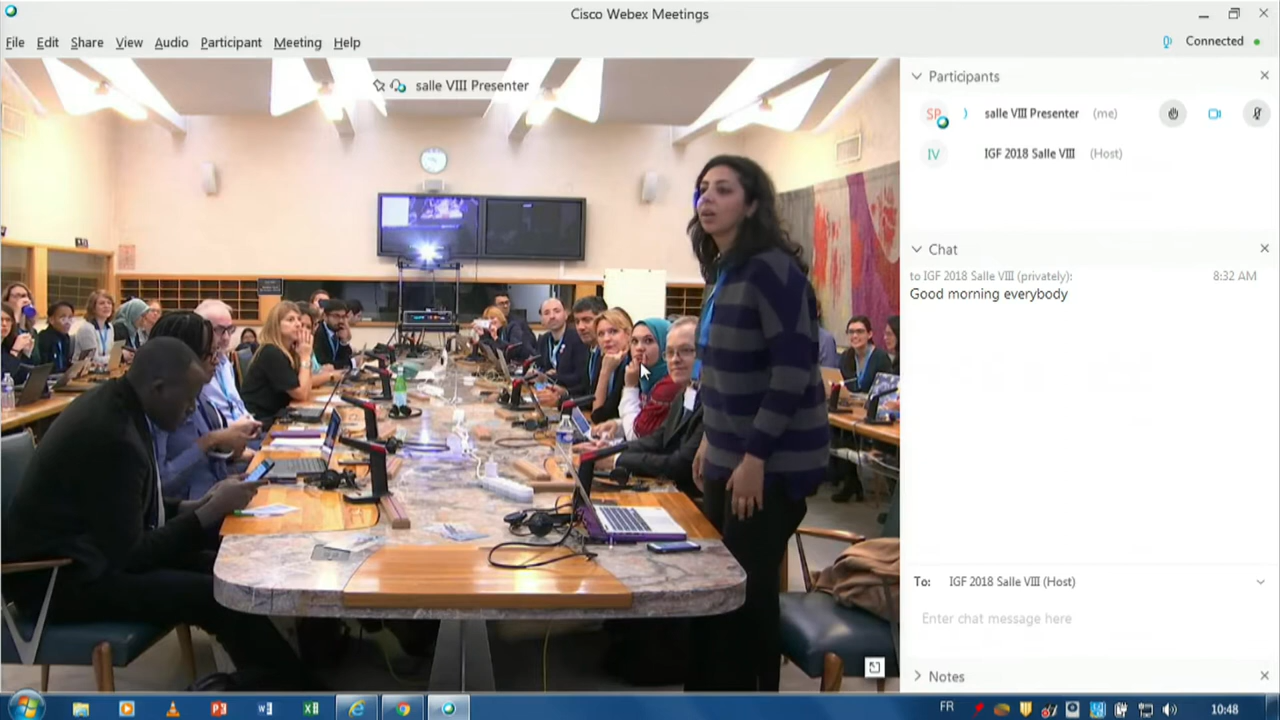 Cisco Webex Meetings
File Edit Share View Audio Participant Meeting Help
Connected
salle VIII Presenter
Participants
SP salle VIII Presenter (me)
IV IGF 2018 Salle VIII (Host)
Chat
to IGF 2018 Salle VIII (privately): 8:32 AM
Good morning everybody
To: IGF 2018 Salle VIII (Host)
Enter chat message here
Notes
FR 10:48